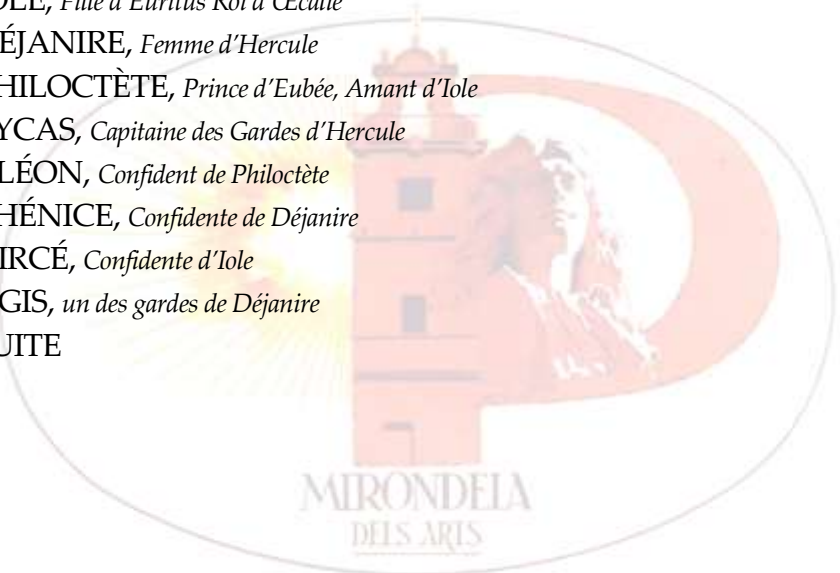 OLE, Fille d'Euritus Roi d'Œcalie
ÉJANIRE, Femme d'Hercule
HILOCTÈTE, Prince d'Eubée, Amant d'Iole
YCAS, Capitaine des Gardes d'Hercule
LÉON, Confident de Philoctète
HÉNICE, Confidente de Déjanire
IRCÉ, Confidente d'Iole
GIS, un des gardes de Déjanire
UITE
MIRONDELA
DELS ARTS